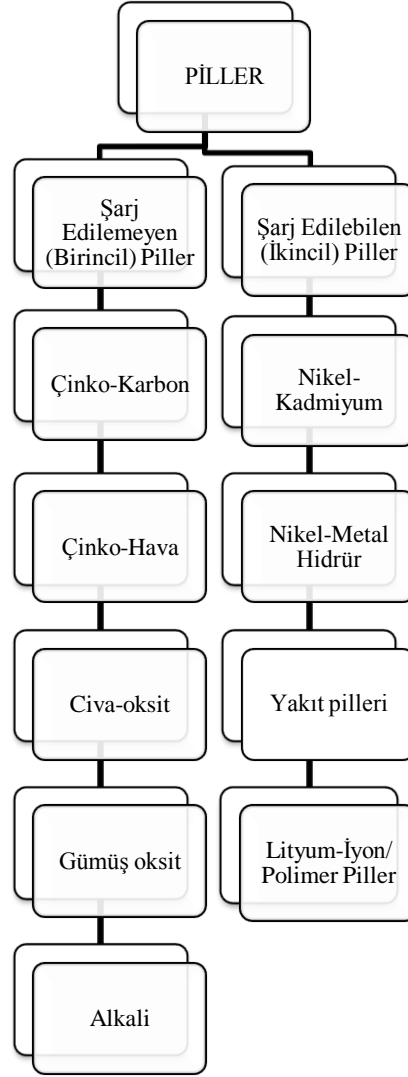 PİLLER
Şarj
Edilemeyen
(Birincil) Piller
Çinko-Karbon
Çinko-Hava
Civa-oksit
Gümüş oksit
Alkali
Şarj Edilebilen
(İkincil) Piller
Nikel-
Kadmiyum
Nikel-Metal
Hidrür
Yakıt pilleri
Lityum-İyon/
Polimer Piller